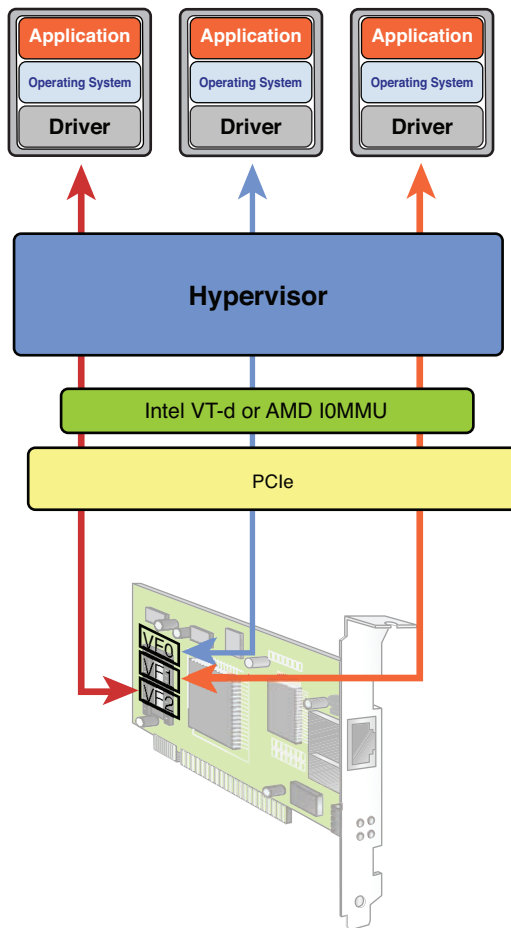 Application
Operating System
Driver
Application
Operating System
Driver
Application
Operating System
Driver
Hypervisor
Intel VT-d or AMD I0MMU
PCIe
VF0
VF1
VF2